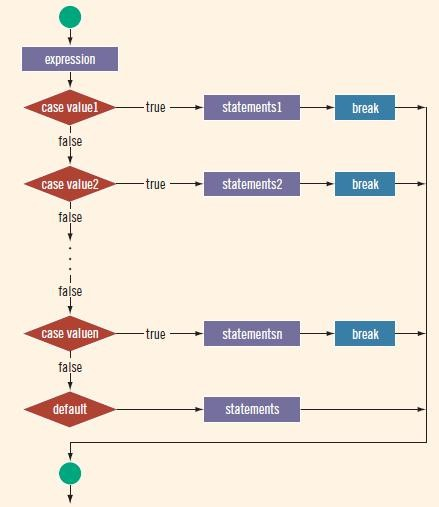 expression
case value1 true statements1 break
false
case value2 true statements2 break
false
false
case valuen true statementsn break
false
default statements